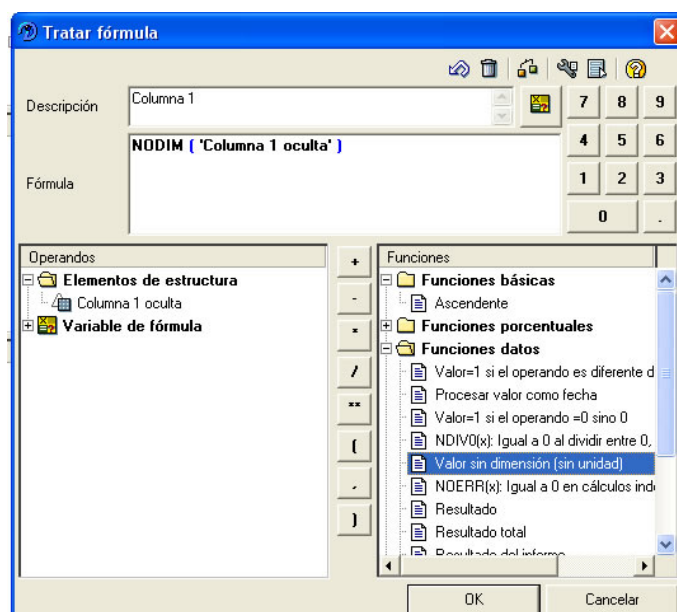 Tratar fórmula
Descripción
Columna 1
7 8 9
NODIM ( 'Columna 1 oculta' )
4 5 6
Fórmula
1 2 3
0 .
Operandos
Elementos de estructura
Columna 1 oculta
Variable de fórmula
+
-
*
/
**
(
,
)
Funciones
Funciones básicas
Ascendente
Funciones porcentuales
Funciones datos
Valor=1 si el operando es diferente d
Procesar valor como fecha
Valor=1 si el operando =0 sino 0
NDIV0(x): Igual a 0 al dividir entre 0,
Valor sin dimensión (sin unidad)
NOERR(x): Igual a 0 en cálculos inde
Resultado
Resultado total
Resultado del informe
OK Cancelar